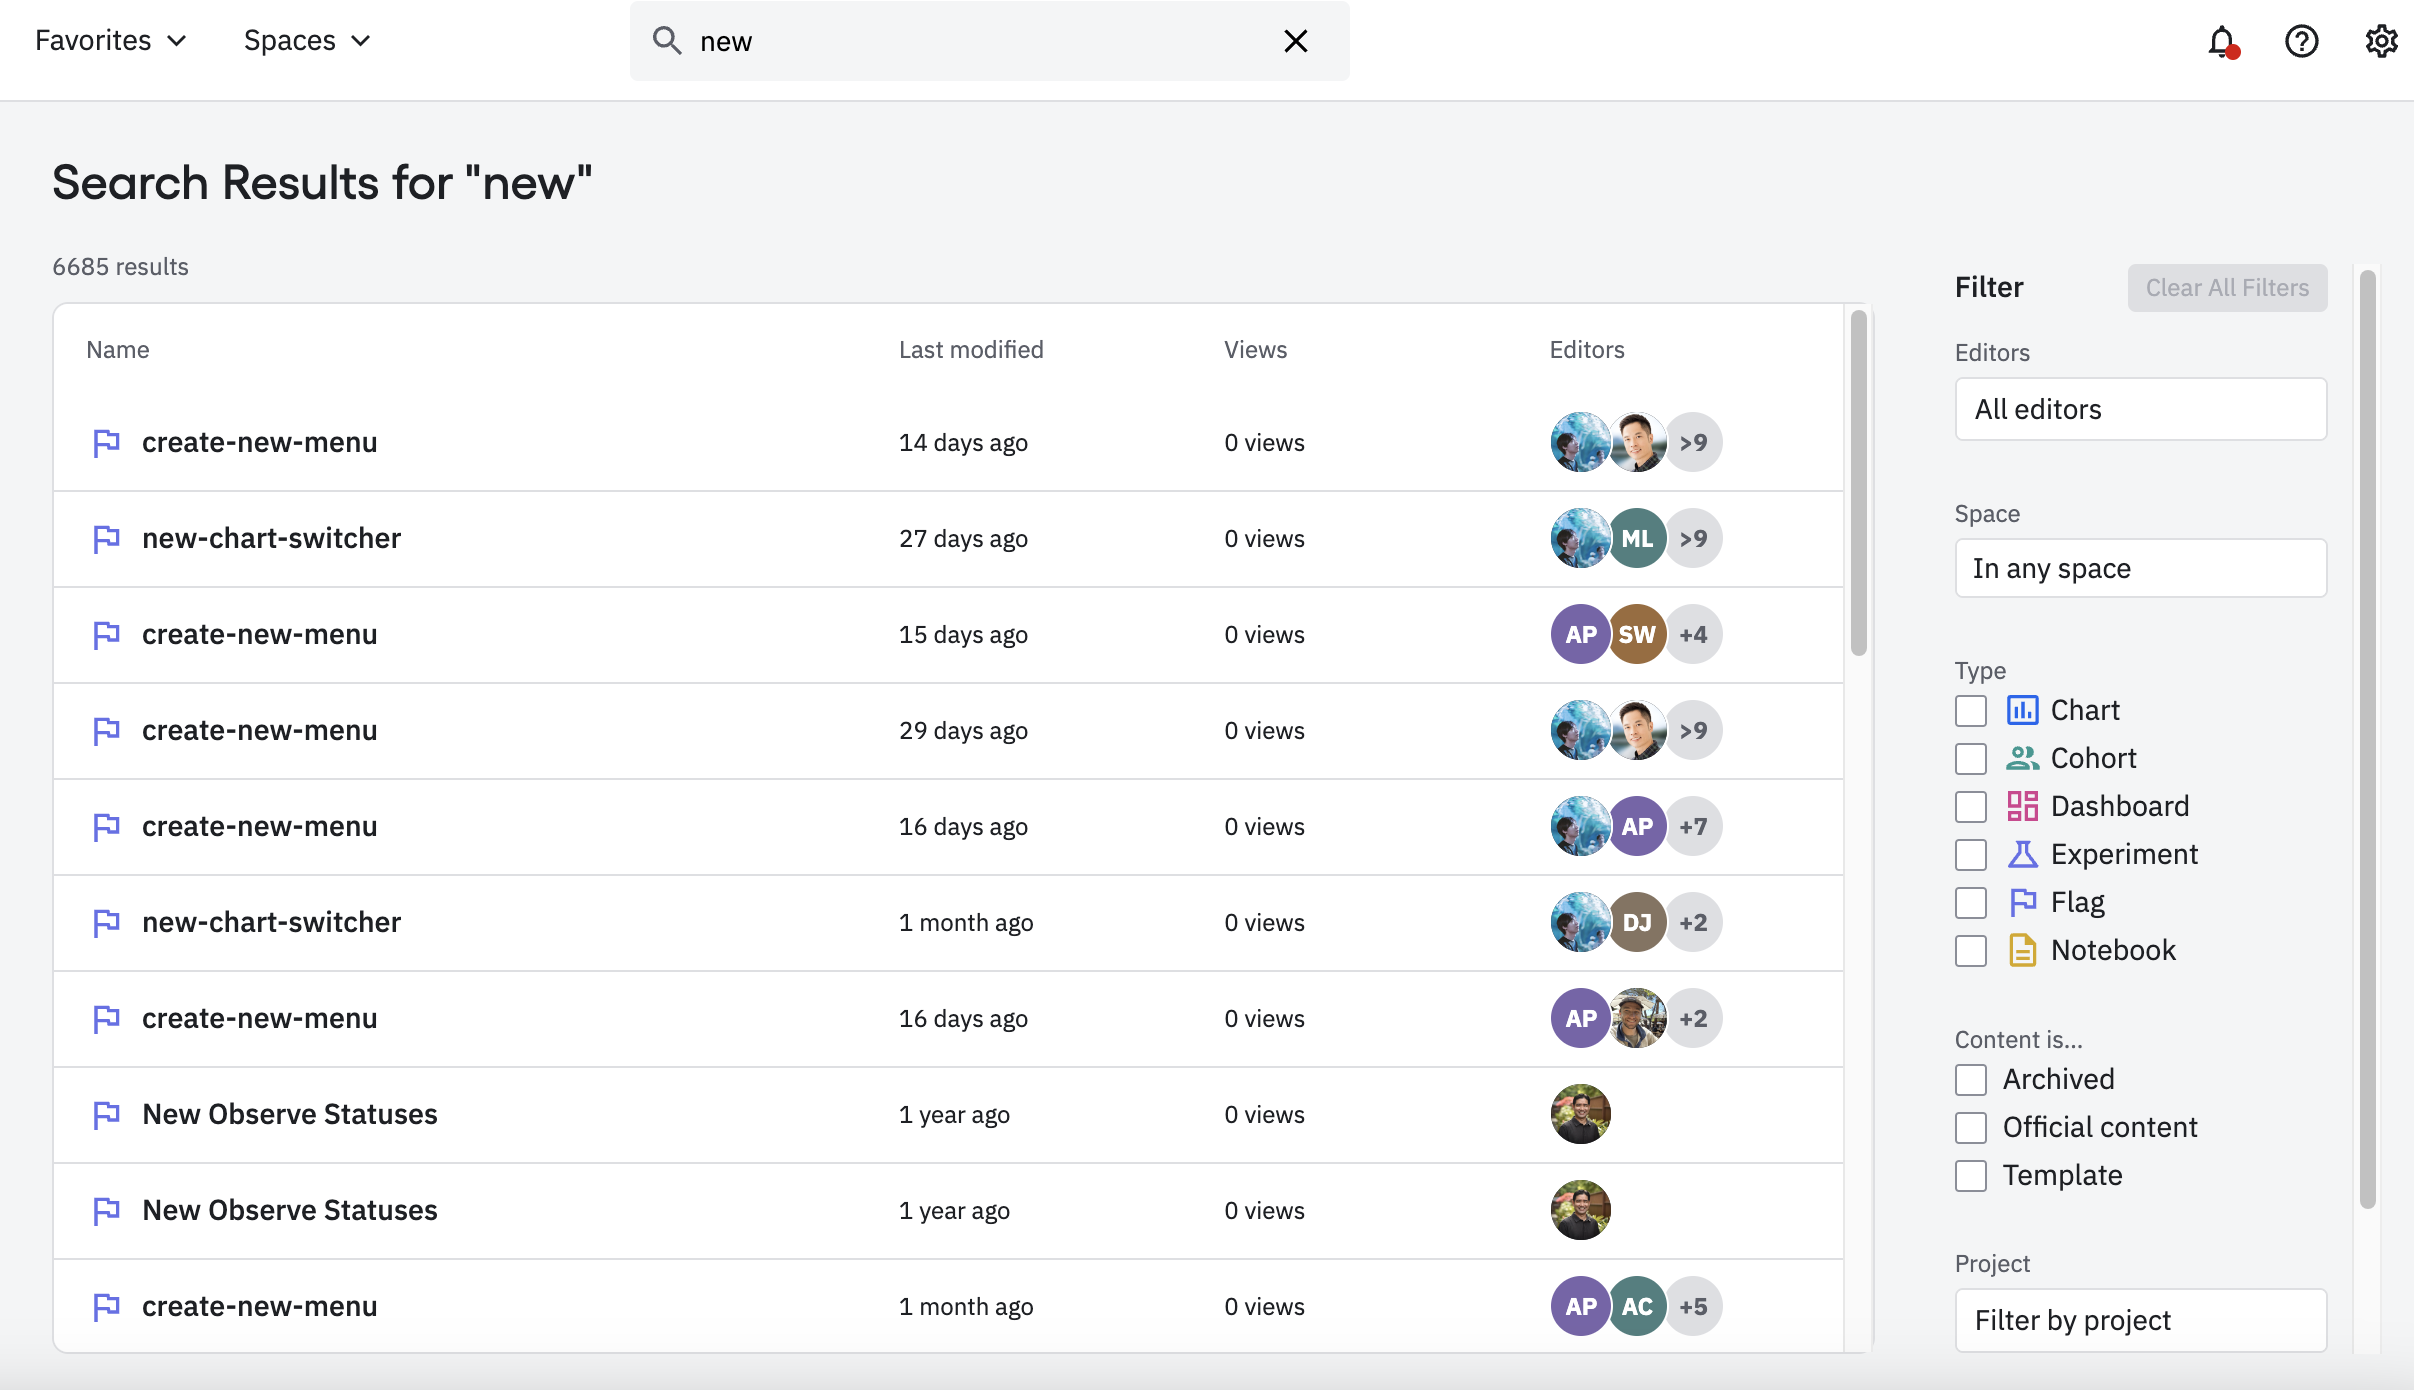 Favorites Spaces new
Search Results for "new"
6685 results
Name Last modified Views Editors
create-new-menu 14 days ago 0 views >9
new-chart-switcher 27 days ago 0 views ML >9
create-new-menu 15 days ago 0 views AP SW +4
create-new-menu 29 days ago 0 views >9
create-new-menu 16 days ago 0 views AP +7
new-chart-switcher 1 month ago 0 views DJ +2
create-new-menu 16 days ago 0 views AP +2
New Observe Statuses 1 year ago 0 views
New Observe Statuses 1 year ago 0 views
create-new-menu 1 month ago 0 views AP AC +5
Filter Clear All Filters
Editors
All editors
Space
In any space
Type
Chart
Cohort
Dashboard
Experiment
Flag
Notebook
Content is...
Archived
Official content
Template
Project
Filter by project